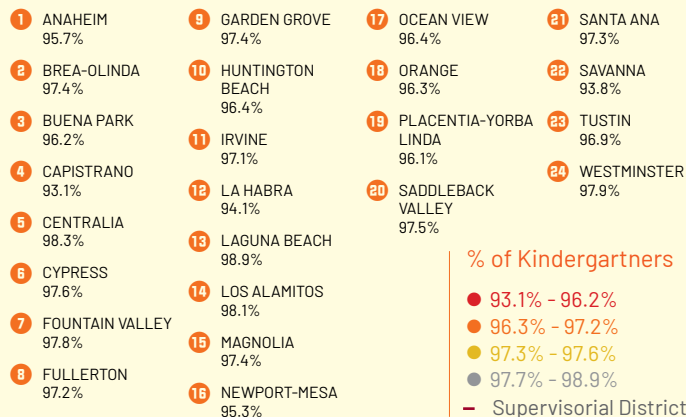 1 ANAHEIM
95.7%
2 BREA-OLINDA
97.4%
3 BUENA PARK
96.2%
4 CAPISTRANO
93.1%
5 CENTRALIA
98.3%
6 CYPRESS
97.6%
7 FOUNTAIN VALLEY
97.8%
8 FULLERTON
97.2%
9 GARDEN GROVE
97.4%
10 HUNTINGTON
BEACH
96.4%
11 IRVINE
97.1%
12 LA HABRA
94.1%
13 LAGUNA BEACH
98.9%
14 LOS ALAMITOS
98.1%
15 MAGNOLIA
97.4%
16 NEWPORT-MESA
95.3%
17 OCEAN VIEW
96.4%
18 ORANGE
96.3%
19 PLACENTIA-YORBA
LINDA
96.1%
20 SADDLEBACK
VALLEY
97.5%
21 SANTA ANA
97.3%
22 SAVANNA
93.8%
23 TUSTIN
96.9%
24 WESTMINSTER
97.9%
% of Kindergartners
93.1% - 96.2%
96.3% - 97.2%
97.3% - 97.6%
97.7% - 98.9%
Supervisorial District